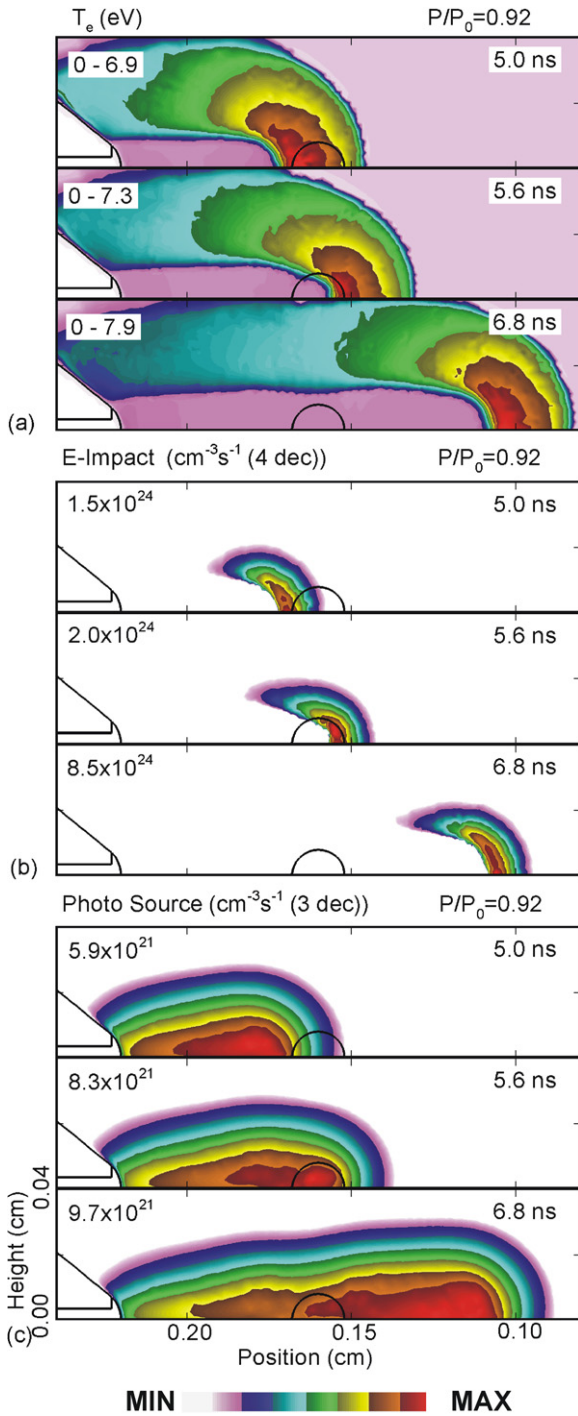 Tₑ (eV) P/P₀=0.92
0 - 6.9 5.0 ns
0 - 7.3 5.6 ns
0 - 7.9 6.8 ns
(a)
E-Impact (cm⁻³s⁻¹ (4 dec)) P/P₀=0.92
1.5x10²⁴ 5.0 ns
2.0x10²⁴ 5.6 ns
8.5x10²⁴ 6.8 ns
(b)
Photo Source (cm⁻³s⁻¹ (3 dec)) P/P₀=0.92
5.9x10²¹ 5.0 ns
8.3x10²¹ 5.6 ns
9.7x10²¹ 6.8 ns
Height (cm)
0.04
0.00
(c)
0.20 0.15 0.10
Position (cm)
MIN MAX